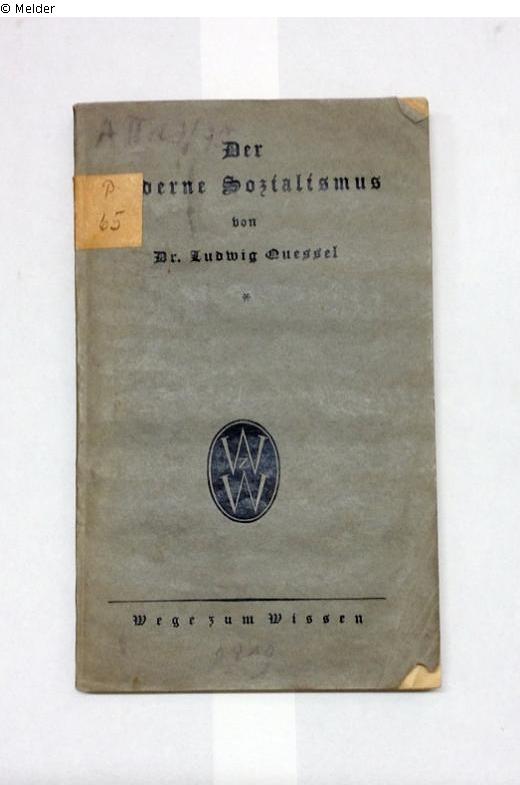 © Melder
Der
derne Sozialismus
von
Dr. Ludwig Quessel
*
P
65
W
z
W
Wege zum Wissen